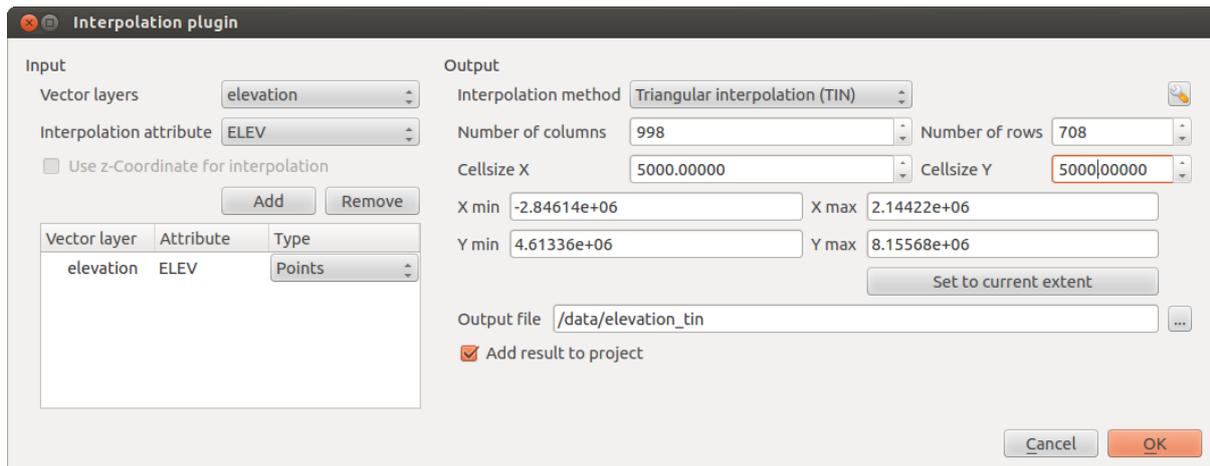 Interpolation plugin
Input
Vector layers elevation
Interpolation attribute ELEV
Use z-Coordinate for interpolation
Add Remove
Vector layer Attribute Type
elevation ELEV Points
Output
Interpolation method Triangular interpolation (TIN)
Number of columns 998 Number of rows 708
Cellsize X 5000.00000 Cellsize Y 5000.00000
X min -2.84614e+06 X max 2.14422e+06
Y min 4.61336e+06 Y max 8.15568e+06
Set to current extent
Output file /data/elevation_tin ...
Add result to project
Cancel OK